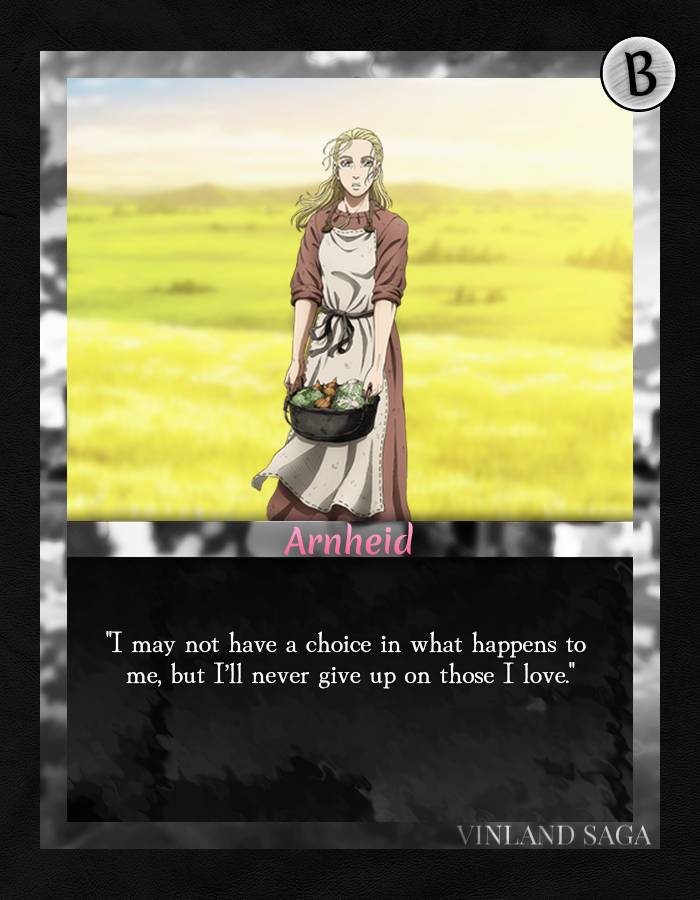 B
Arnheid
"I may not have a choice in what happens to
me, but I'll never give up on those I love."
VINLAND SAGA